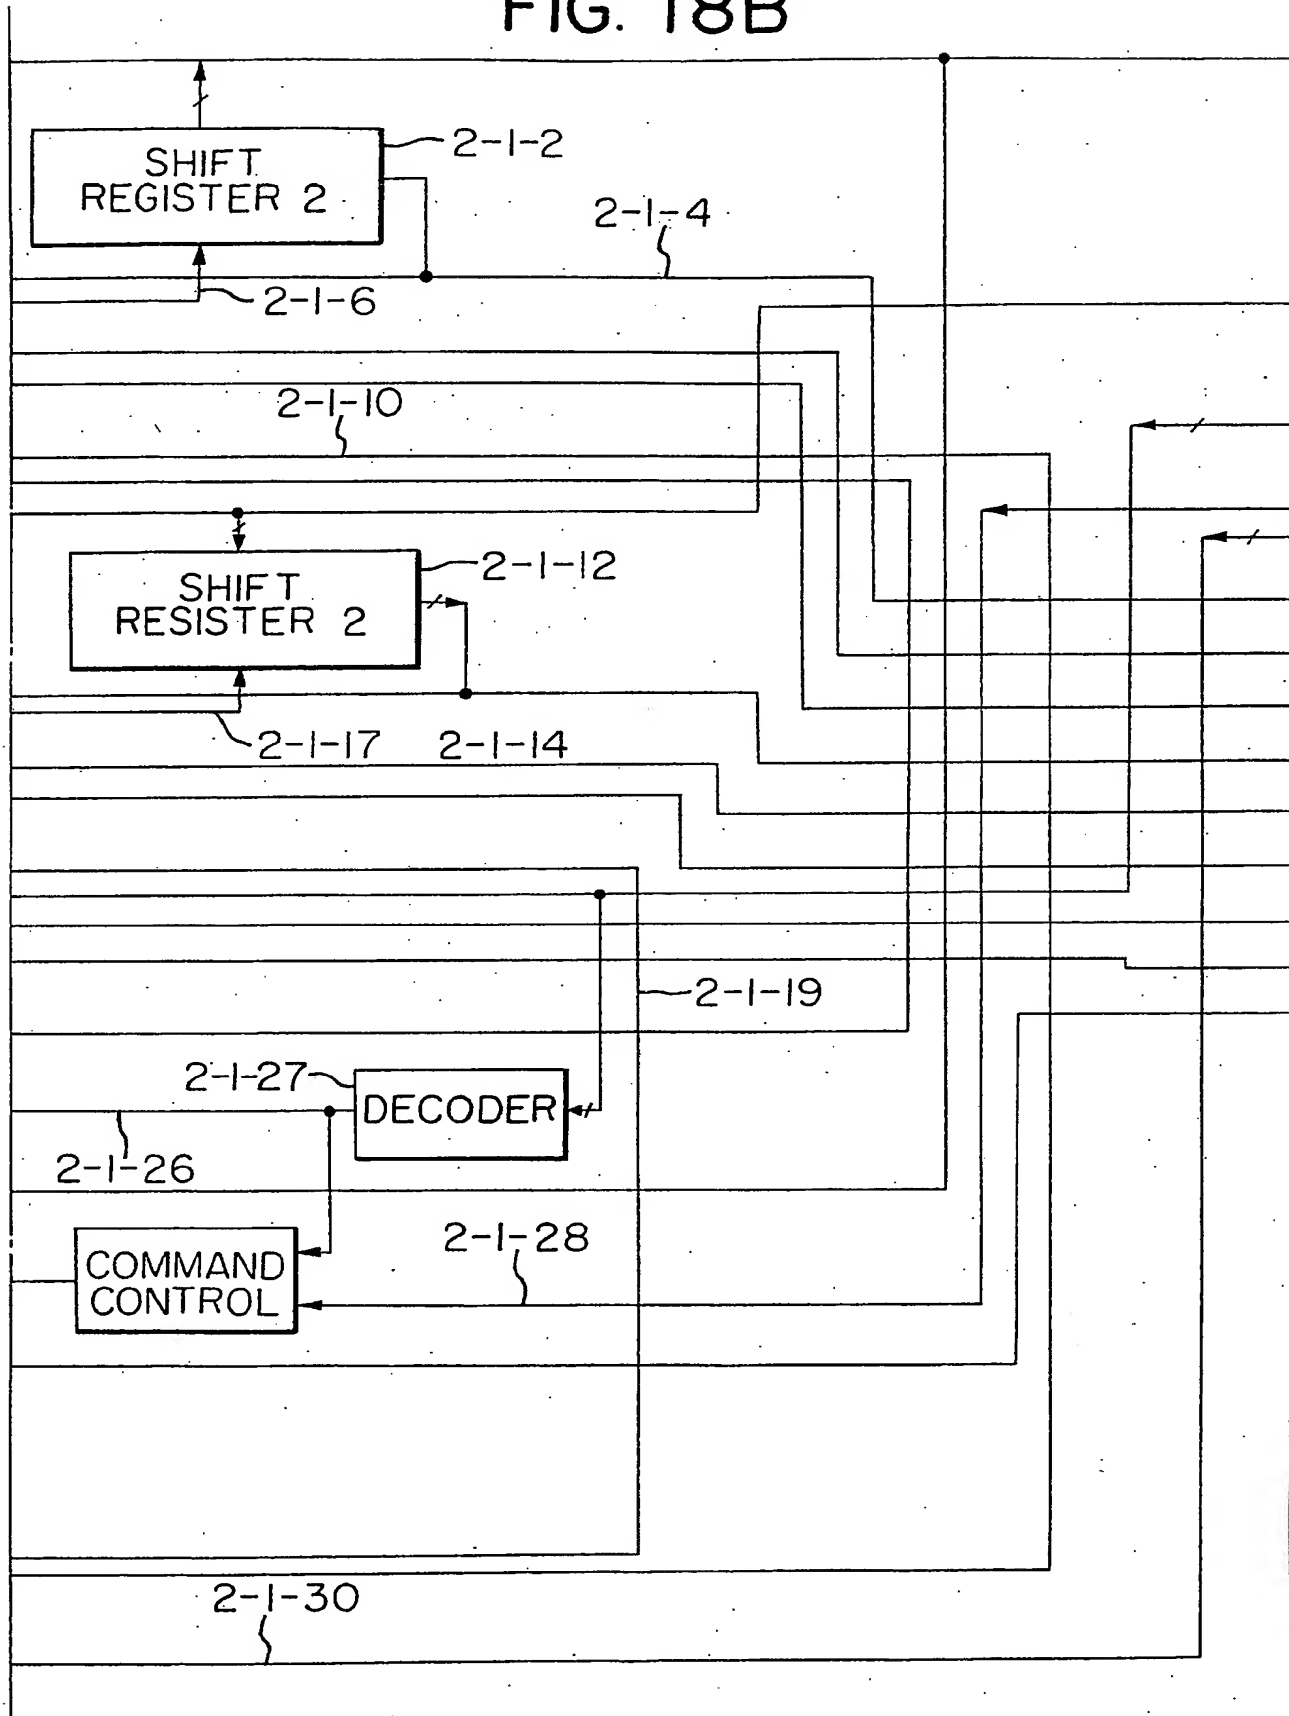 FIG. 18B
2-1-2
SHIFT
REGISTER 2
2-1-4
2-1-6
2-1-10
2-1-12
SHIFT
RESISTER 2
2-1-17
2-1-14
2-1-19
2-1-27
DECODER
2-1-26
2-1-28
COMMAND
CONTROL
2-1-30